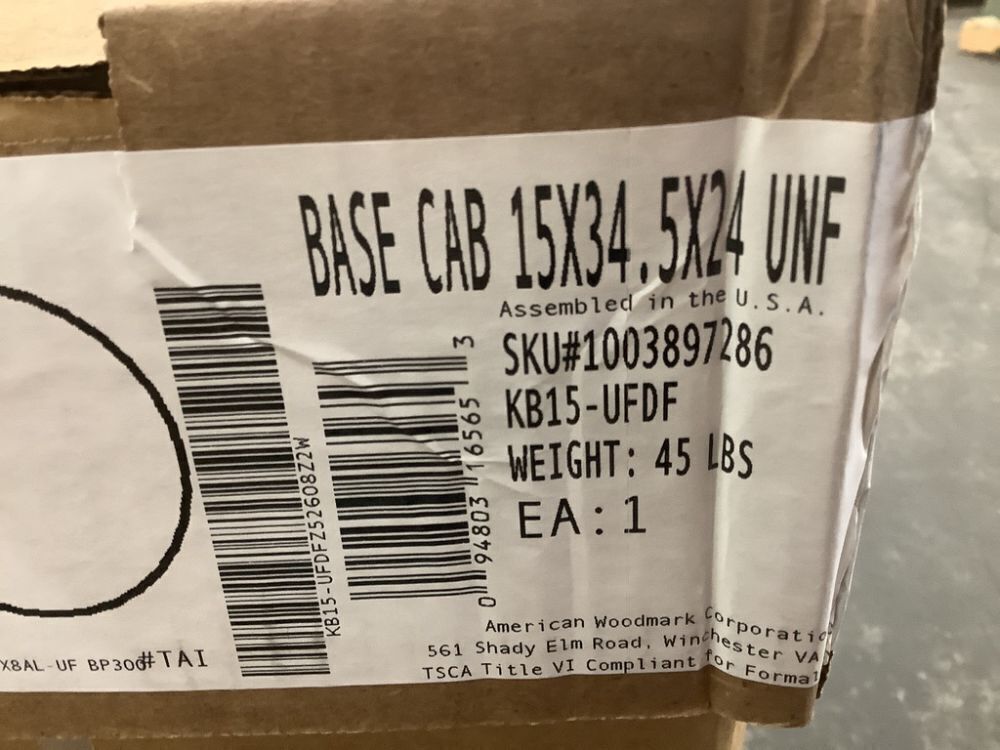 BASE CAB 15X34.5X24 UNF
Assembled in the U.S.A.
SKU#1003897286
KB15-UFDF
WEIGHT: 45 LBS
EA: 1
KB15-UFDFZ52608Z2W
0 94803 16565 3
American Woodmark Corporatio
561 Shady Elm Road, Winchester VA
TSCA Title VI Compliant for Formal
X8AL-UF BP300#TAI